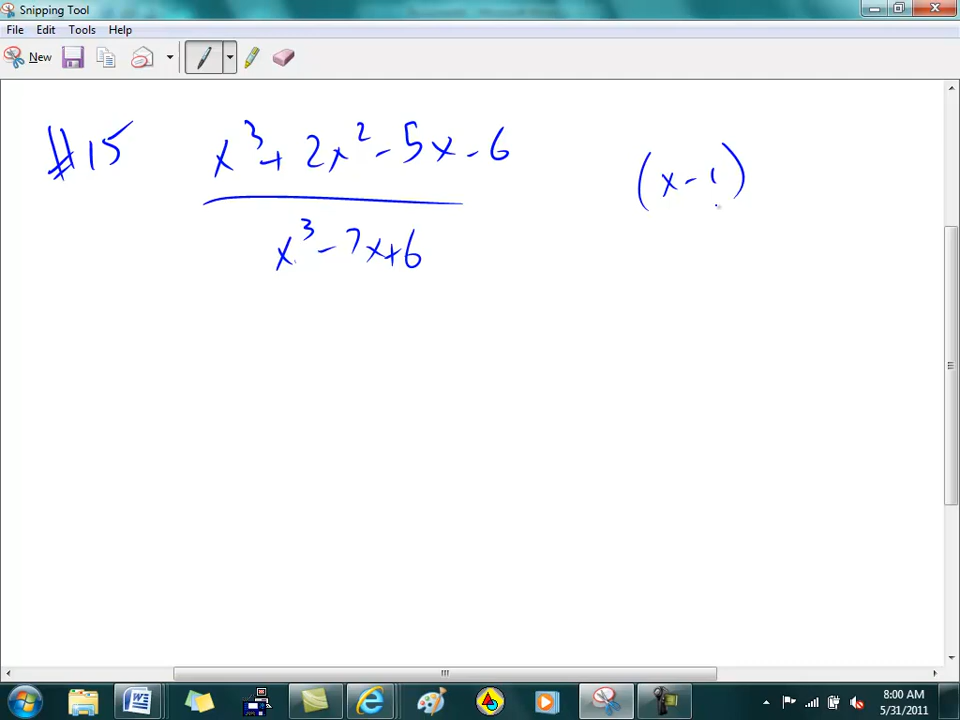 Snipping Tool
File Edit Tools Help
New
#15 x³ + 2x² - 5x - 6 (x - 1)
x³ - 7x + 6
8:00 AM
5/31/2011